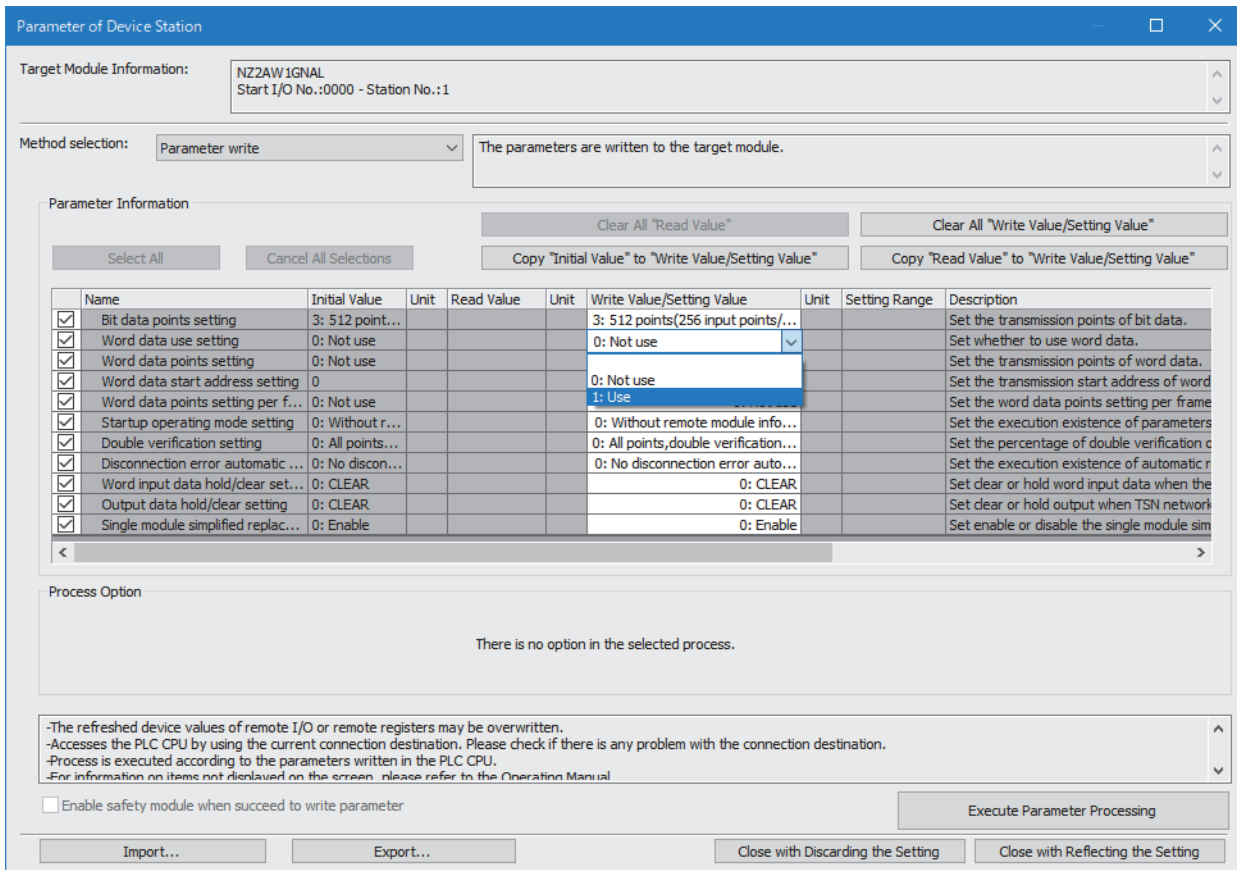 Parameter of Device Station
Target Module Information:
NZ2AW1GNAL
Start I/O No.:0000 - Station No.:1
Method selection:
Parameter write
The parameters are written to the target module.
Parameter Information
Clear All "Read Value"
Clear All "Write Value/Setting Value"
Select All
Cancel All Selections
Copy "Initial Value" to "Write Value/Setting Value"
Copy "Read Value" to "Write Value/Setting Value"
Name Initial Value Unit Read Value Unit Write Value/Setting Value Unit Setting Range Description
Bit data points setting 3: 512 point... 3: 512 points(256 input points/... Set the transmission points of bit data.
Word data use setting 0: Not use 0: Not use Set whether to use word data.
Word data points setting 0: Not use Set the transmission points of word data.
Word data start address setting 0 0: Not use Set the transmission start address of word
Word data points setting per f... 0: Not use 1: Use Set the word data points setting per frame
Startup operating mode setting 0: Without r... 0: Without remote module info... Set the execution existence of parameters
Double verification setting 0: All points... 0: All points,double verification... Set the percentage of double verification
Disconnection error automatic ... 0: No discon... 0: No disconnection error auto... Set the execution existence of automatic
Word input data hold/clear set... 0: CLEAR 0: CLEAR Set clear or hold word input data when the
Output data hold/clear setting 0: CLEAR 0: CLEAR Set clear or hold output when TSN network
Single module simplified replac... 0: Enable 0: Enable Set enable or disable the single module sim
Process Option
There is no option in the selected process.
-The refreshed device values of remote I/O or remote registers may be overwritten.
-Accesses the PLC CPU by using the current connection destination. Please check if there is any problem with the connection destination.
-Process is executed according to the parameters written in the PLC CPU.
-For information on items not displayed on the screen, please refer to the Operating Manual
Enable safety module when succeed to write parameter
Execute Parameter Processing
Import...
Export...
Close with Discarding the Setting
Close with Reflecting the Setting